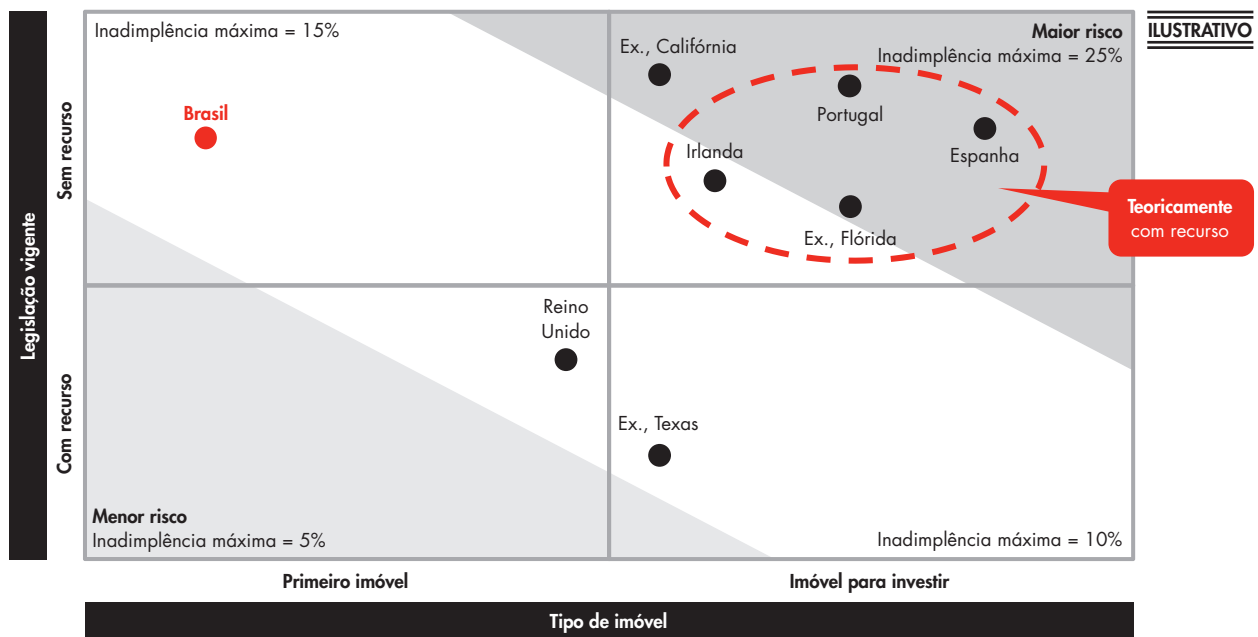 Inadimplência máxima = 15%
Maior risco
Inadimplência máxima = 25%
ILUSTRATIVO
Ex., Califórnia
Brasil
Portugal
Irlanda
Espanha
Ex., Flórida
Teoricamente
com recurso
Legislação vigente
Sem recurso
Com recurso
Reino
Unido
Ex., Texas
Menor risco
Inadimplência máxima = 5%
Inadimplência máxima = 10%
Primeiro imóvel
Imóvel para investir
Tipo de imóvel